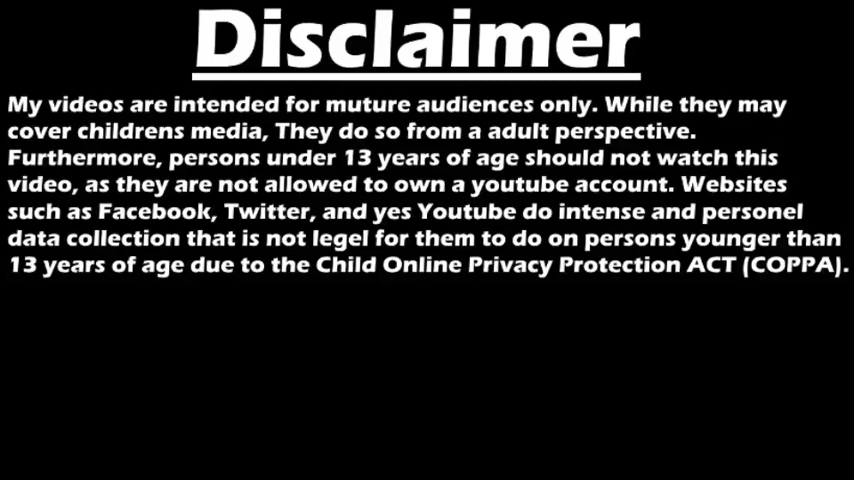 Disclaimer
My videos are intended for muture audiences only. While they may
cover childrens media, They do so from a adult perspective.
Furthermore, persons under 13 years of age should not watch this
video, as they are not allowed to own a youtube account. Websites
such as Facebook, Twitter, and yes Youtube do intense and personel
data collection that is not legel for them to do on persons younger than
13 years of age due to the Child Online Privacy Protection ACT (COPPA).